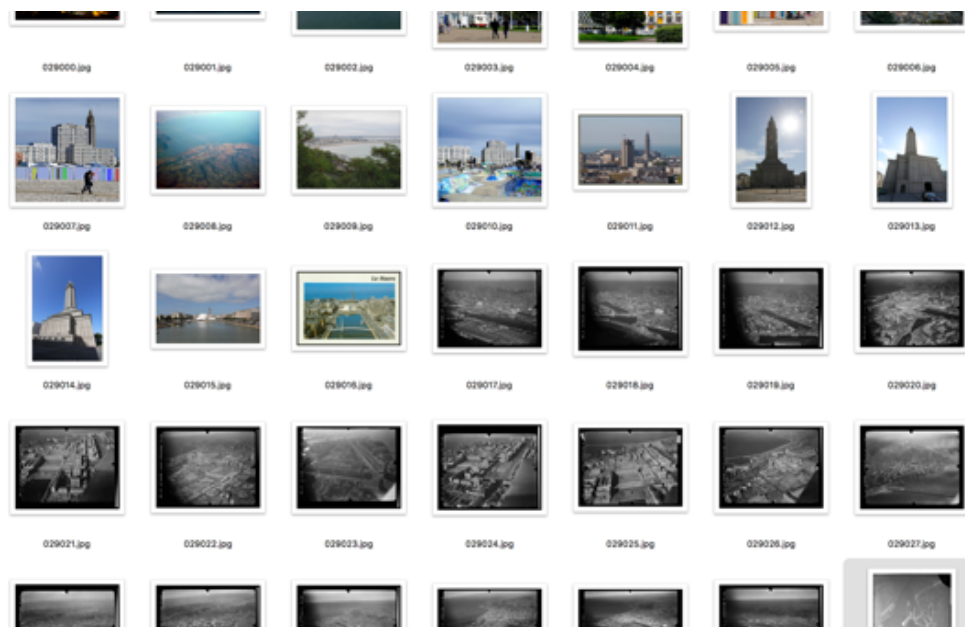 029000.jpg 029001.jpg 029002.jpg 029003.jpg 029004.jpg 029005.jpg 029006.jpg
029007.jpg 029008.jpg 029009.jpg 029010.jpg 029011.jpg 029012.jpg 029013.jpg
Le Havre
029014.jpg 029015.jpg 029016.jpg 029017.jpg 029018.jpg 029019.jpg 029020.jpg
029021.jpg 029022.jpg 029023.jpg 029024.jpg 029025.jpg 029026.jpg 029027.jpg